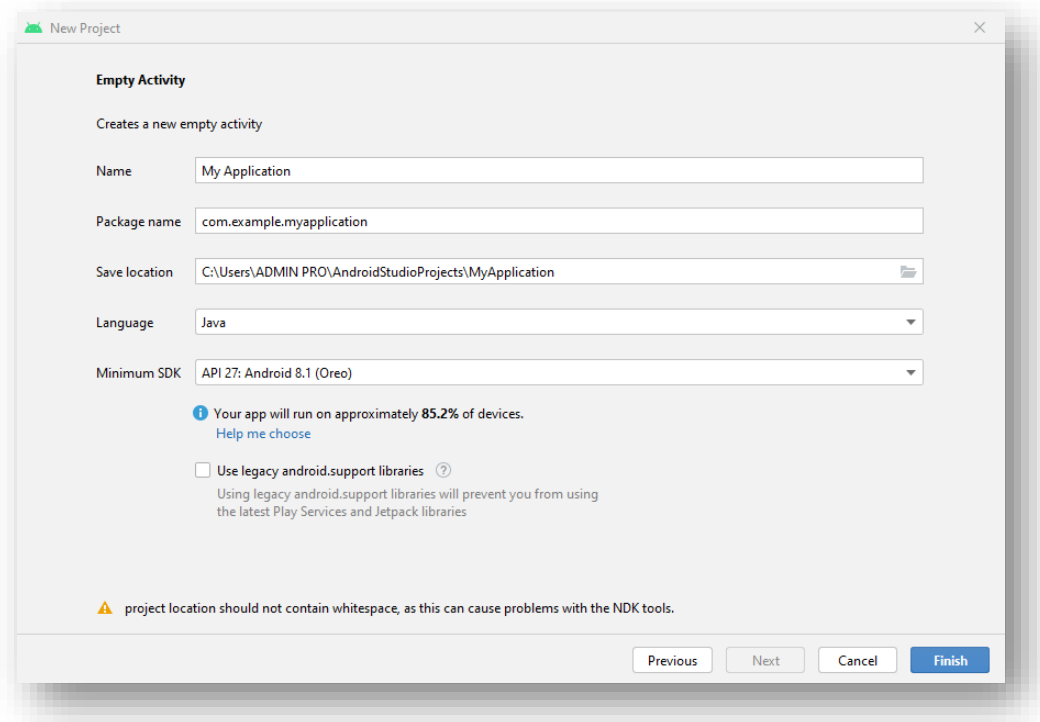 New Project
Empty Activity
Creates a new empty activity
Name My Application
Package name com.example.myapplication
Save location C:\Users\ADMIN PRO\AndroidStudioProjects\MyApplication
Language Java
Minimum SDK API 27: Android 8.1 (Oreo)
Your app will run on approximately 85.2% of devices.
Help me choose
Use legacy android.support libraries ?
Using legacy android.support libraries will prevent you from using
the latest Play Services and Jetpack libraries
project location should not contain whitespace, as this can cause problems with the NDK tools.
Previous Next Cancel Finish